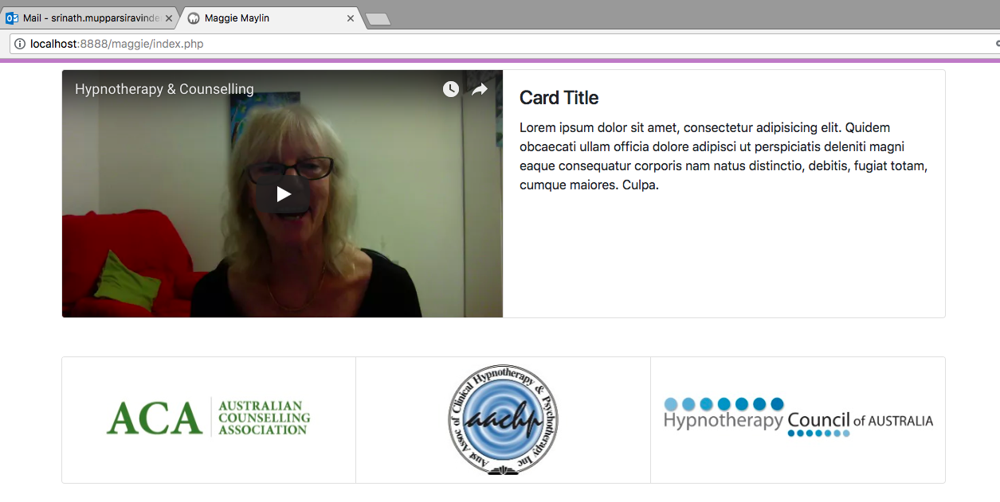 Mail - srinath.mupparsiravinde
Maggie Maylin
localhost:8888/maggie/index.php
Hypnotherapy & Counselling
Card Title
Lorem ipsum dolor sit amet, consectetur adipisicing elit. Quidem
obcaecati ullam officia dolore adipisci ut perspiciatis deleniti magni
eaque consequatur corporis nam natus distinctio, debitis, fugiat totam,
cumque maiores. Culpa.
ACA
AUSTRALIAN
COUNSELLING
ASSOCIATION
Aust Assoc of Clinical Hypnotherapy & Psychotherapy Inc
aachp
Hypnotherapy Council of AUSTRALIA